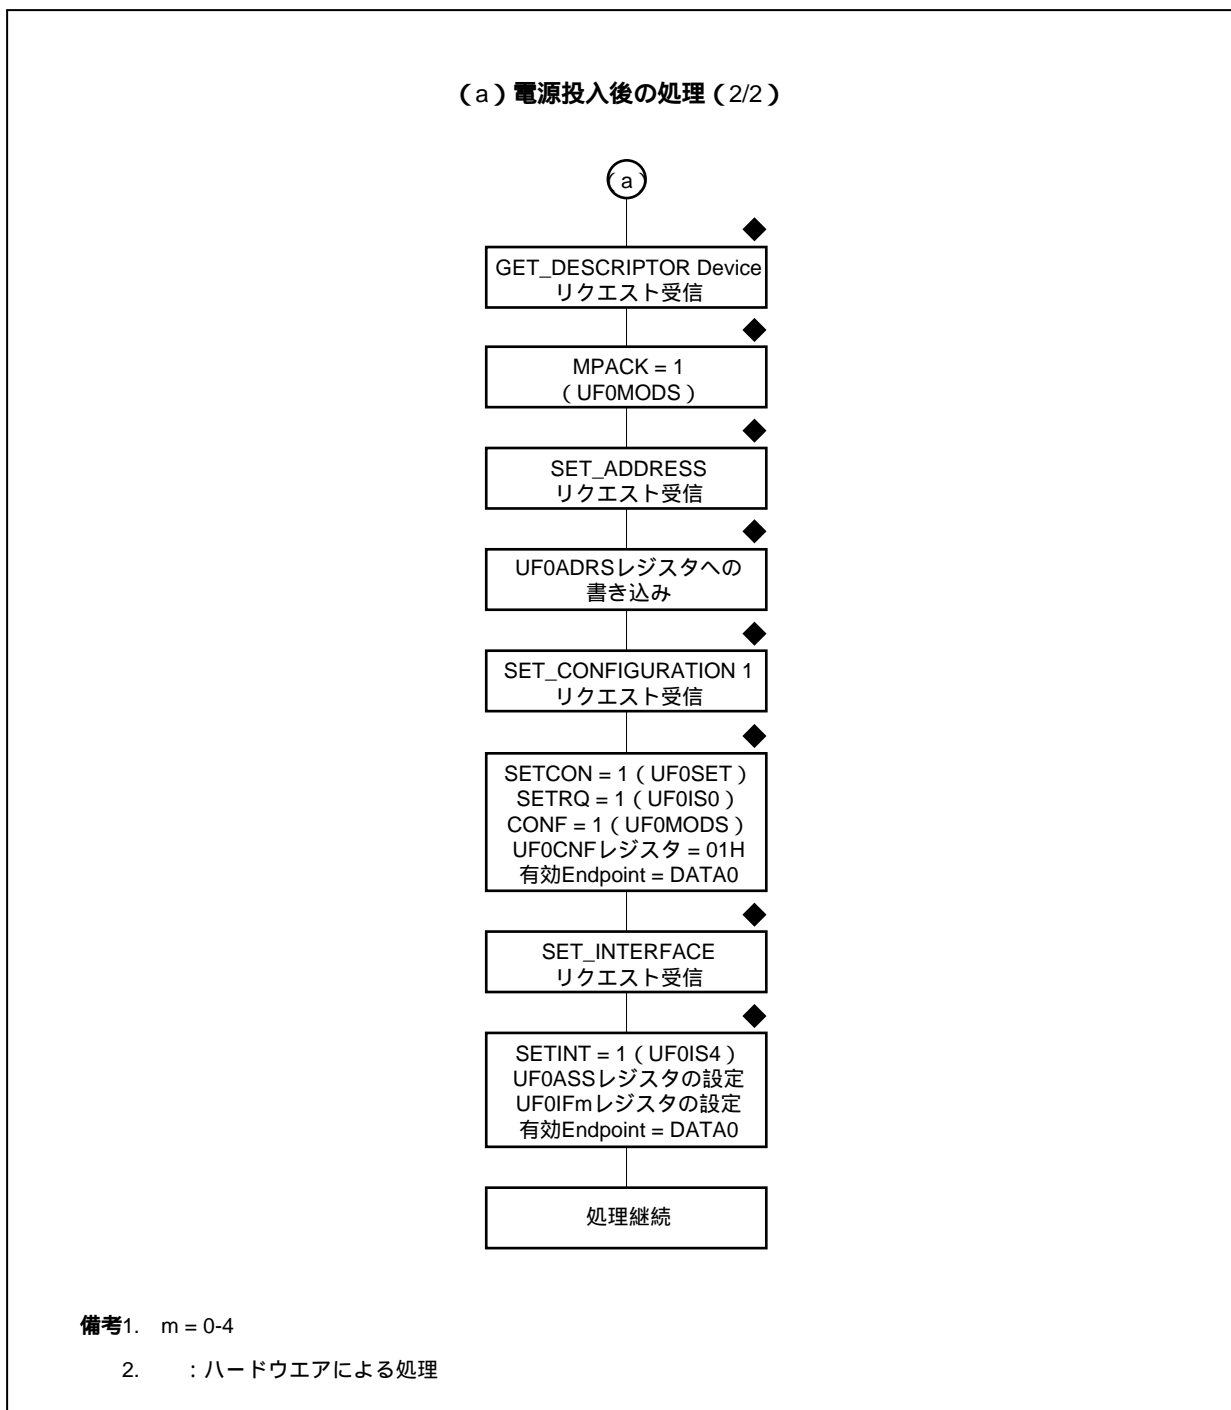 （a）電源投入後の処理（2/2）
（a）
GET_DESCRIPTOR Device
リクエスト受信
MPACK = 1
（UF0MODS）
SET_ADDRESS
リクエスト受信
UF0ADRSレジスタへの
書き込み
SET_CONFIGURATION 1
リクエスト受信
SETCON = 1（UF0SET）
SETRQ = 1（UF0IS0）
CONF = 1（UF0MODS）
UF0CNFレジスタ = 01H
有効Endpoint = DATA0
SET_INTERFACE
リクエスト受信
SETINT = 1（UF0IS4）
UF0ASSレジスタの設定
UF0IFmレジスタの設定
有効Endpoint = DATA0
処理継続
備考1. m = 0-4
2. ：ハードウエアによる処理